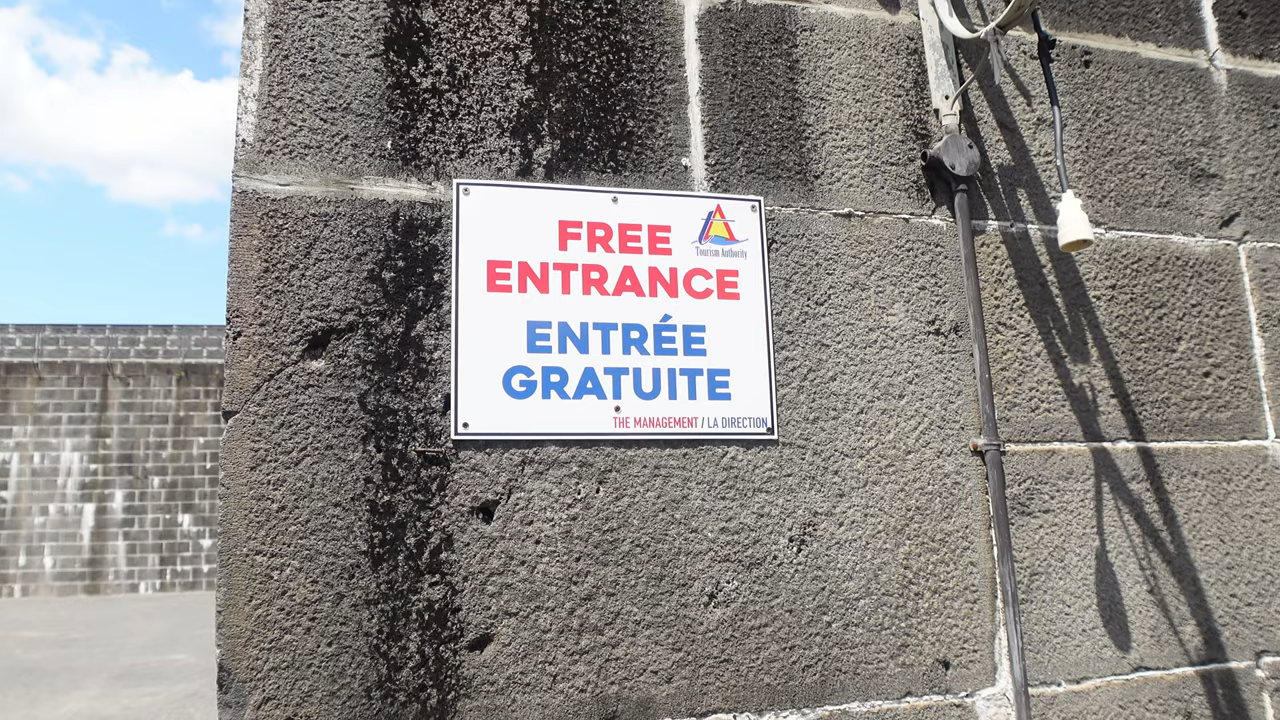 FREE
ENTRANCE
Tourism Authority
ENTRÉE
GRATUITE
THE MANAGEMENT / LA DIRECTION